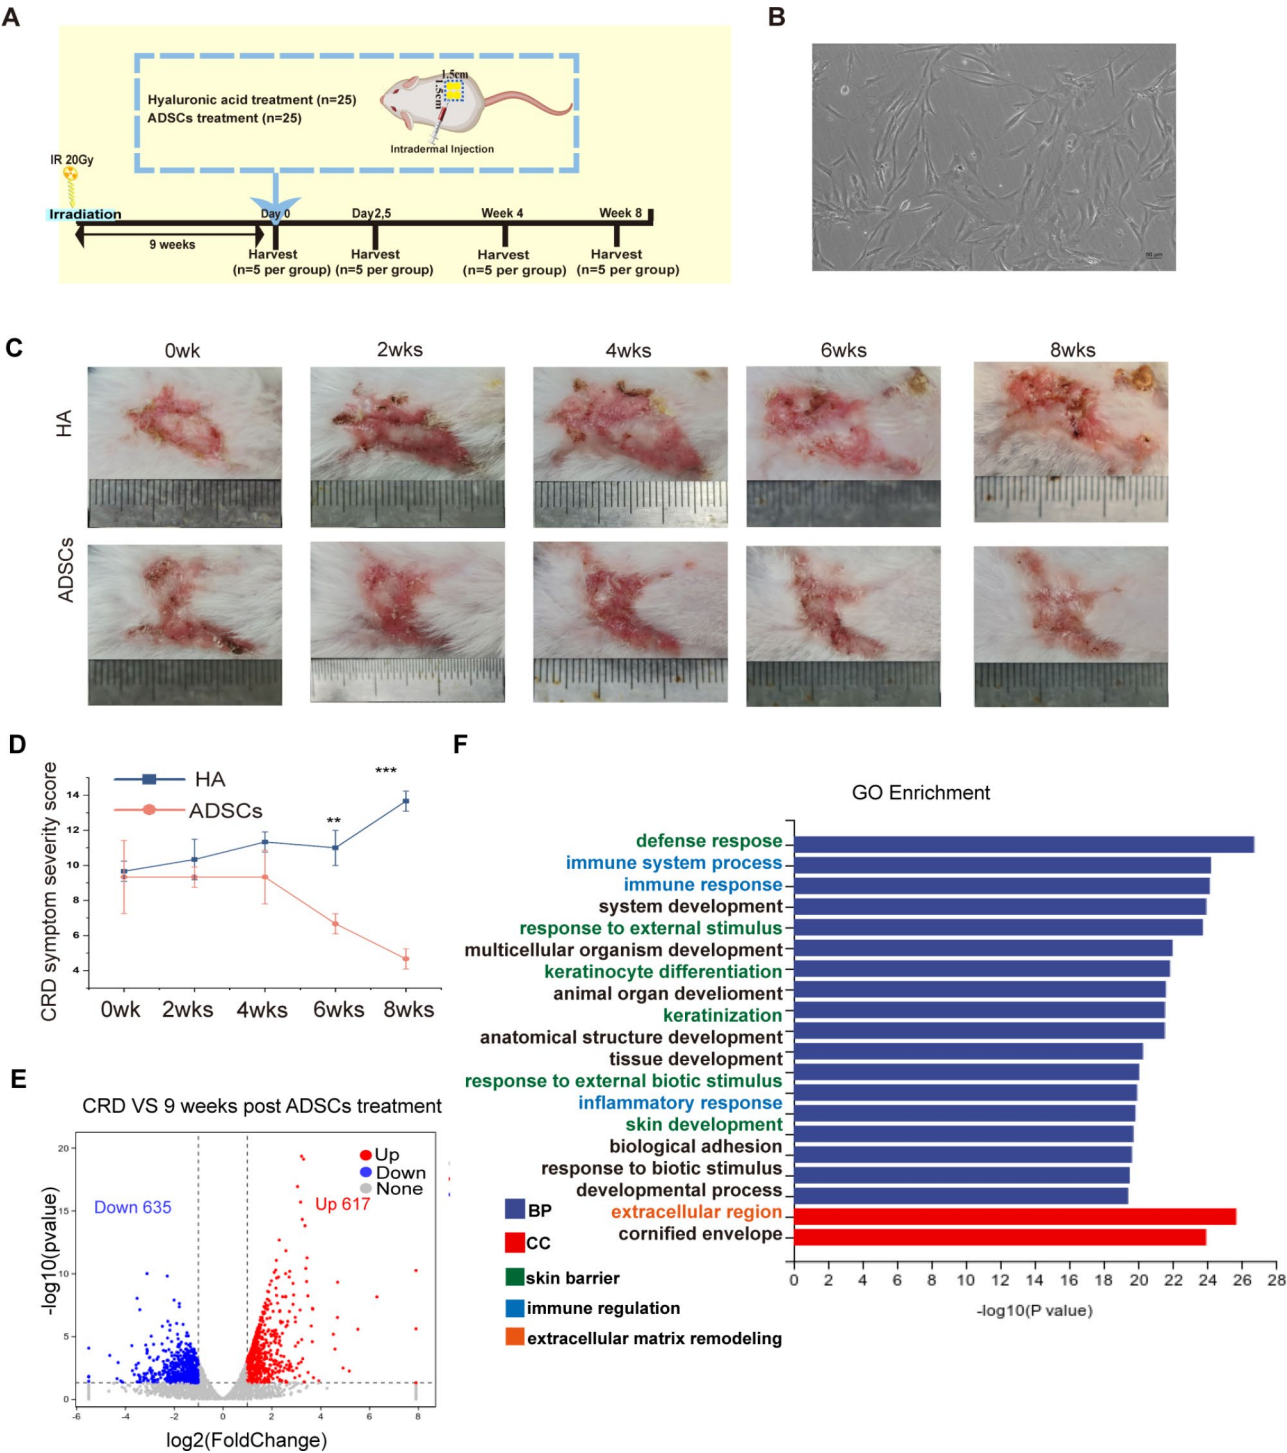 A
Hyaluronic acid treatment (n=25)
ADSCs treatment (n=25)
1.5cm
1.5cm
Intradermal Injection
IR 20Gy
Irradiation
Day 0
Day2,5
Week 4
Week 8
9 weeks
Harvest
(n=5 per group)
Harvest
(n=5 per group)
Harvest
(n=5 per group)
Harvest
(n=5 per group)
B
C
0wk
2wks
4wks
6wks
8wks
HA
ADSCs
D
CRD symptom severity score
HA
ADSCs
14
12
10
8
6
4
**
***
0wk
2wks
4wks
6wks
8wks
E
CRD VS 9 weeks post ADSCs treatment
Up
Down
None
Down 635
Up 617
-log10(pvalue)
20
15
10
5
0
-6
-4
-2
0
2
4
6
8
log2(FoldChange)
F
GO Enrichment
defense respose
immune system process
immune response
system development
response to external stimulus
multicellular organism development
keratinocyte differentiation
animal organ develioment
keratinization
anatomical structure development
tissue development
response to external biotic stimulus
inflammatory response
skin development
biological adhesion
response to biotic stimulus
developmental process
extracellular region
cornified envelope
BP
CC
skin barrier
immune regulation
extracellular matrix remodeling
0
2
4
6
8
10
12
14
16
18
20
22
24
26
28
-log10(P value)